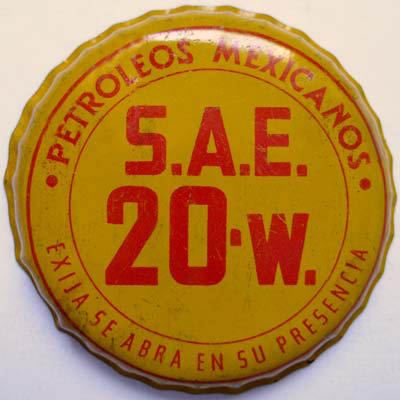 • PETROLEOS MEXICANOS •
S.A.E.
20-W.
EXIJA SE ABRA EN SU PRESENCIA